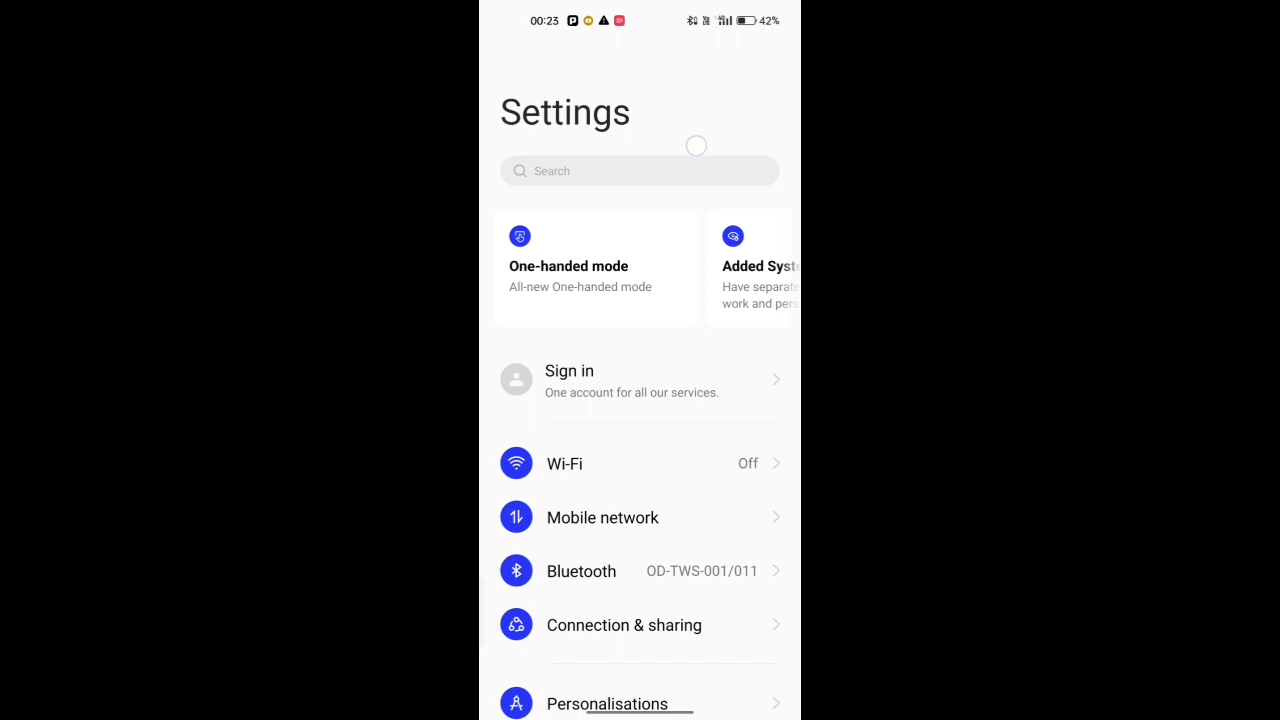 00:23 42%
Settings
Search
One-handed mode
All-new One-handed mode
Added Syste
Have separate
work and pers
Sign in
One account for all our services.
Wi-Fi Off
Mobile network
Bluetooth OD-TWS-001/011
Connection & sharing
Personalisations